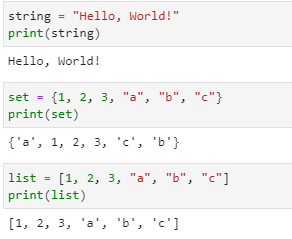 string = "Hello, World!"
print(string)
Hello, World!
set = {1, 2, 3, "a", "b", "c"}
print(set)
{'a', 1, 2, 3, 'c', 'b'}
list = [1, 2, 3, "a", "b", "c"]
print(list)
[1, 2, 3, 'a', 'b', 'c']